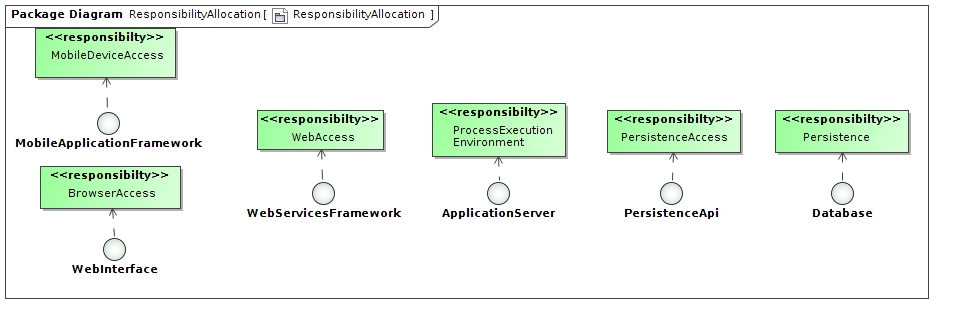 Package Diagram ResponsibilityAllocation [ ResponsibilityAllocation ]
<<responsibilty>>
MobileDeviceAccess
MobileApplicationFramework
<<responsibilty>>
BrowserAccess
WebInterface
<<responsibilty>>
WebAccess
WebServicesFramework
<<responsibilty>>
ProcessExecution
Environment
ApplicationServer
<<responsibilty>>
PersistenceAccess
PersistenceApi
<<responsibilty>>
Persistence
Database